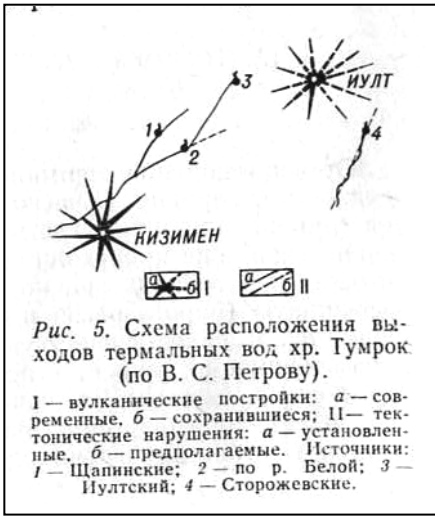 3
ИУЛТ
1
4
2
КИЗИМЕН
а б I а б II
Рис. 5. Схема расположения вы-
ходов термальных вод хр. Тумрок
(по В. С. Петрову).
I — вулканические постройки: а — сов-
ременные, б — сохранившиеся; II — тек-
тонические нарушения: а — установлен-
ные, б — предполагаемые. Источники:
1 — Щапинские; 2 — по р. Белой; 3 —
Иултский; 4 — Сторожевские.